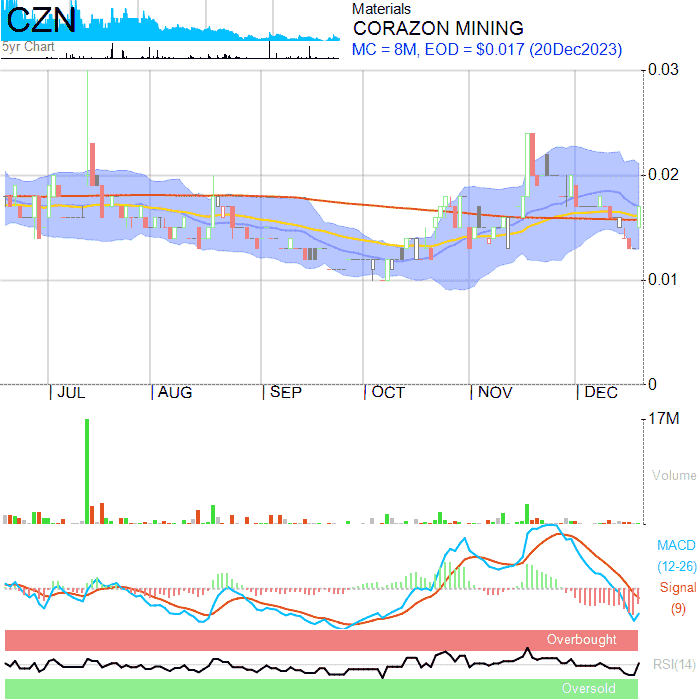 CZN
5yr Chart
Materials
CORAZON MINING
MC = 8M, EOD = $0.017 (20Dec2023)
0.03
0.02
0.01
0
JUL AUG SEP OCT NOV DEC
17M
Volume
MACD
(12-26)
Signal
(9)
Overbought
RSI(14)
Oversold